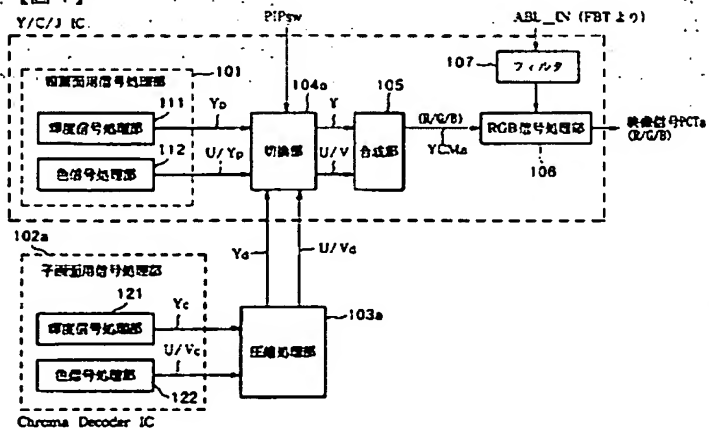 Y/C/J IC
PIPsw
ABL_IN (FBTより)
107
フィルタ
101
104a
105
111
輝度信号処理部
Yp
Y
(R/G/B)
RGB信号処理部
映像信号PCTa
(R/G/B)
切換部
合成部
YCMa
106
112
色信号処理部
U/Vp
U/V
102a
Yd
U/Vd
子画面用信号処理部
121
103a
輝度信号処理部
Yc
圧縮処理部
U/Vc
色信号処理部
122
Chroma Decoder IC